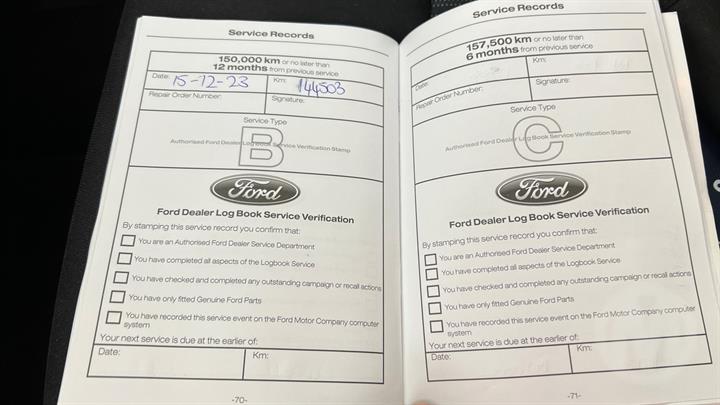 Service Records
150,000 km or no later than
12 months from previous service
Date: 15-12-23
Km: 144503
Repair Order Number:
Signature:
Service Type
B
Authorised Ford Dealer Log Book Service Verification Stamp
Ford
Ford Dealer Log Book Service Verification
By stamping this service record you confirm that:
You are an Authorised Ford Dealer Service Department
You have completed all aspects of the Logbook Service
You have checked and completed any outstanding campaign or recall actions
You have only fitted Genuine Ford Parts
You have recorded this service event on the Ford Motor Company computer
system
Your next service is due at the earlier of:
Date:
Km:
-70-
Service Records
157,500 km or no later than
6 months from previous service
Date:
Km:
Repair Order Number:
Signature:
Service Type
C
Authorised Ford Dealer Log Book Service Verification Stamp
Ford
Ford Dealer Log Book Service Verification
By stamping this service record you confirm that:
You are an Authorised Ford Dealer Service Department
You have completed all aspects of the Logbook Service
You have checked and completed any outstanding campaign or recall actions
You have only fitted Genuine Ford Parts
You have recorded this service event on the Ford Motor Company computer
system
Your next service is due at the earlier of:
Date:
Km:
-71-